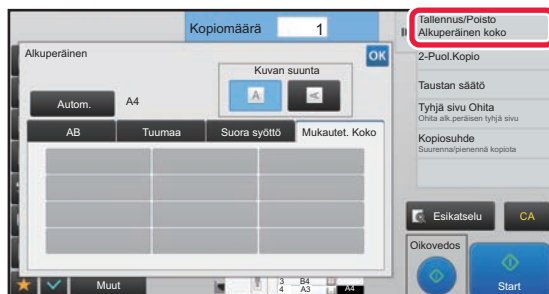 Kopiomäärä 1
Tallennus/Poisto
Alkuperäinen koko
Alkuperäinen
OK
Kuvan suunta
A
A
Autom.
A4
AB
Tuumaa
Suora syöttö
Mukautet. Koko
2-Puol.Kopio
Taustan säätö
Tyhjä sivu Ohita
Ohita alk.peräisen tyhjä sivu
Kopiosuhde
Suurenna/pienennä kopiota
Esikatselu
CA
Oikovedos
Start
Muut
3 B4
4 A3
A4